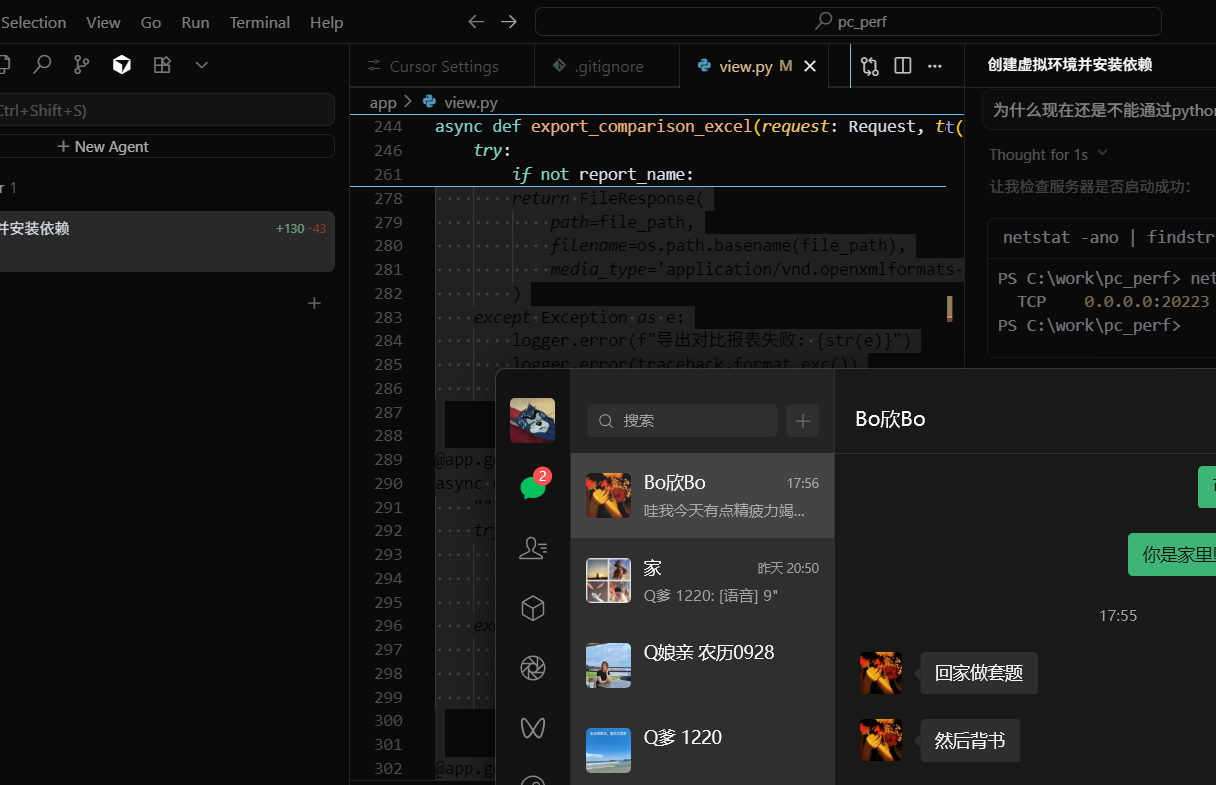 Selection View Go Run Terminal Help
pc_perf
Ctrl+Shift+S)
New Agent
r 1
并安装依赖
+130 -43
Cursor Settings
.gitignore
view.py M
app > view.py
244 async def export_comparison_excel(request: Request, tt(
246 try:
261 if not report_name:
278 return FileResponse(
279 path=file_path,
280 filename=os.path.basename(file_path),
281 media_type='application/vnd.openxmlformats-
282 )
283 except Exception as e:
284 logger.error(f"导出对比报表失败: {str(e)}")
285 logger.error(traceback.format_exc())
286
287
288
289 @app.g
290 async
291 ""
292 try
293
294
295
296 exc
297
298
299
300
301
302 @app.g
创建虚拟环境并安装依赖
为什么现在还是不能通过python
Thought for 1s
让我检查服务器是否启动成功:
netstat -ano | findstr
PS C:\work\pc_perf> net
TCP 0.0.0.0:20223
PS C:\work\pc_perf>
2
搜索
Bo欣Bo
17:56
哇我今天有点精疲力竭...
家
昨天 20:50
Q爹 1220: [语音] 9"
Q娘亲 农历0928
Q爹 1220
Bo欣Bo
你是家里
17:55
回家做套题
然后背书